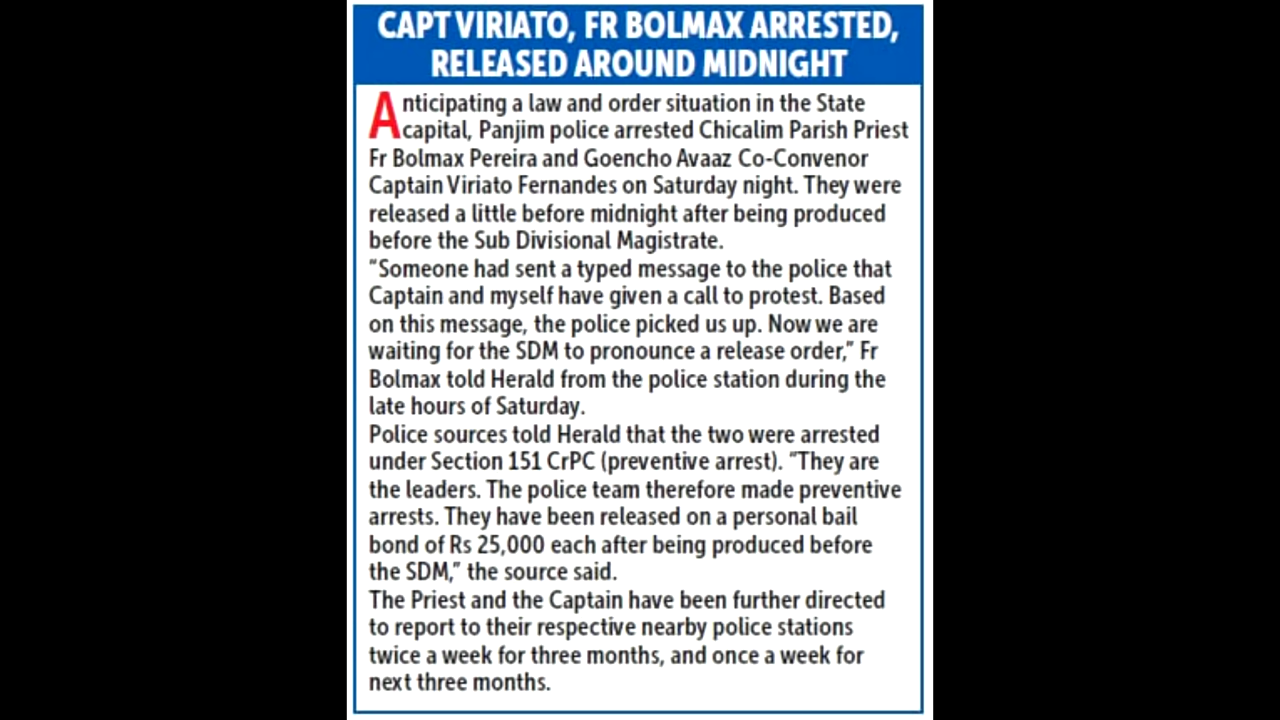 CAPT VIRIATO, FR BOLMAX ARRESTED,
RELEASED AROUND MIDNIGHT
Anticipating a law and order situation in the State
capital, Panjim police arrested Chicalim Parish Priest
Fr Bolmax Pereira and Goencho Avaaz Co-Convenor
Captain Viriato Fernandes on Saturday night. They were
released a little before midnight after being produced
before the Sub Divisional Magistrate.
“Someone had sent a typed message to the police that
Captain and myself have given a call to protest. Based
on this message, the police picked us up. Now we are
waiting for the SDM to pronounce a release order,” Fr
Bolmax told Herald from the police station during the
late hours of Saturday.
Police sources told Herald that the two were arrested
under Section 151 CrPC (preventive arrest). “They are
the leaders. The police team therefore made preventive
arrests. They have been released on a personal bail
bond of Rs 25,000 each after being produced before
the SDM,” the source said.
The Priest and the Captain have been further directed
to report to their respective nearby police stations
twice a week for three months, and once a week for
next three months.